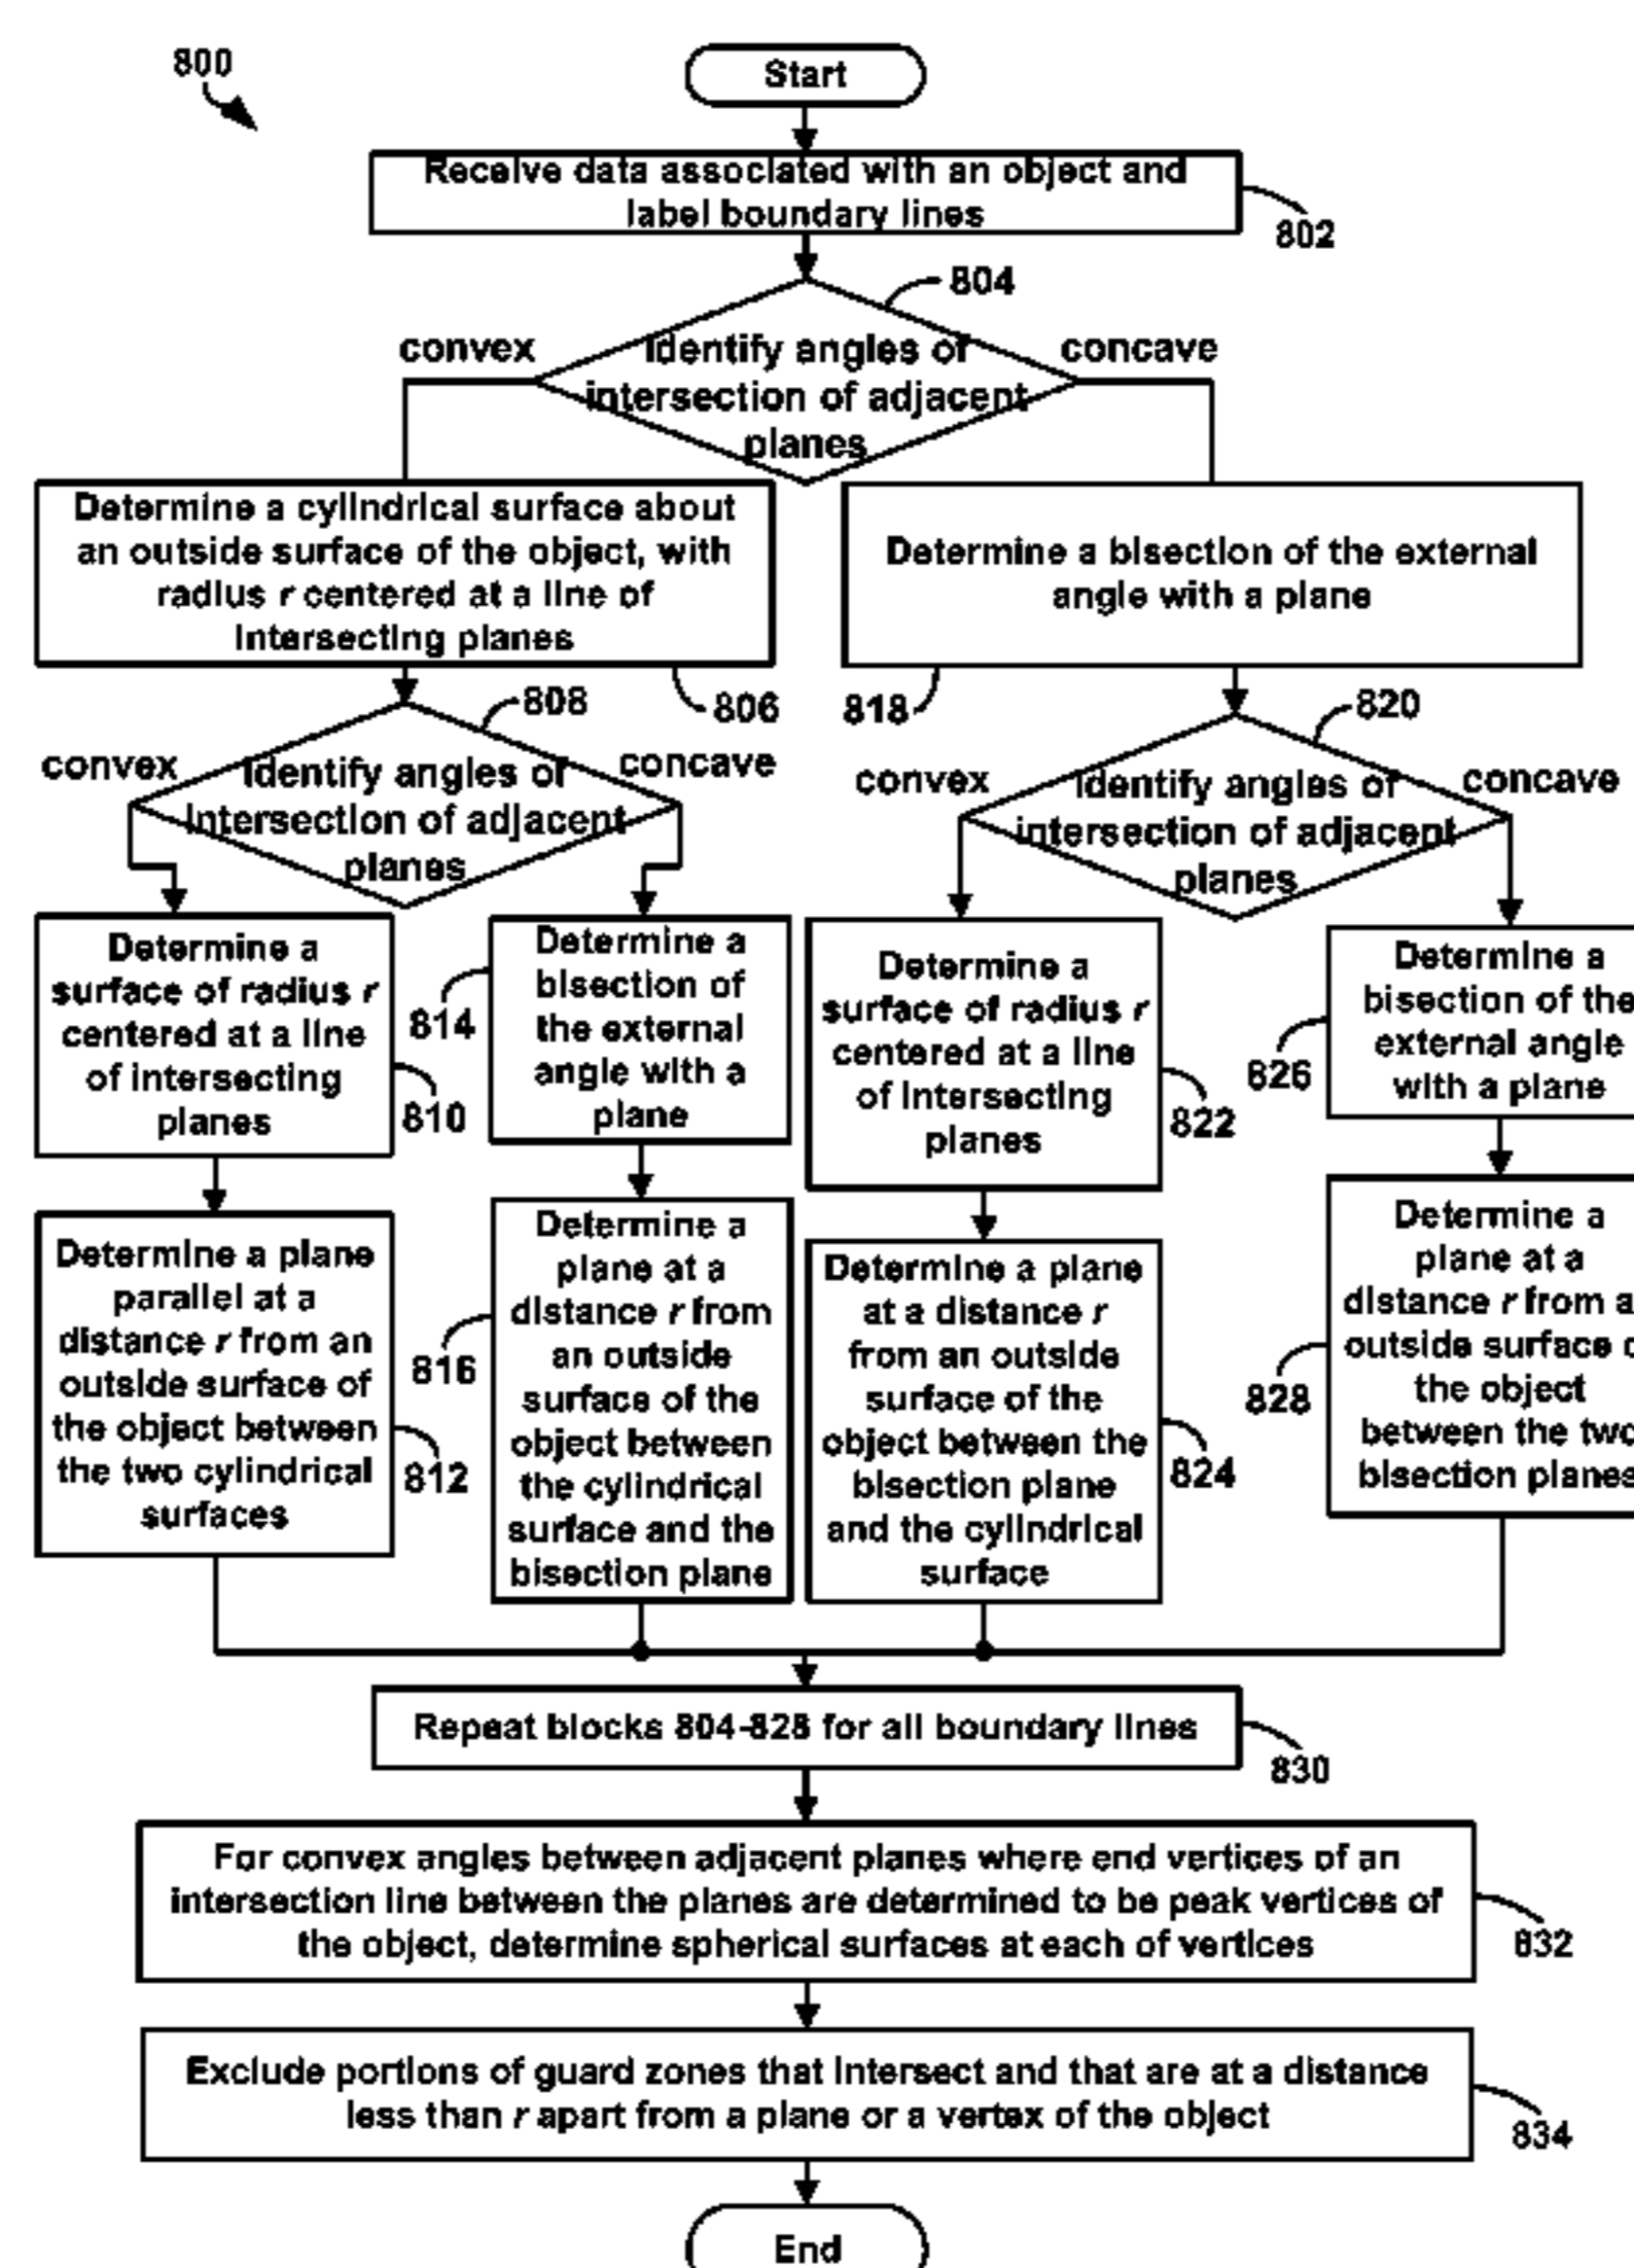 800
Start
Receive data associated with an object and
label boundary lines
802
804
convex
concave
Identify angles of
intersection of adjacent
planes
Determine a cylindrical surface about
an outside surface of the object, with
radius r centered at a line of
intersecting planes
806
Determine a bisection of the external
angle with a plane
818
808
convex
concave
Identify angles of
intersection of adjacent
planes
820
convex
concave
Identify angles of
intersection of adjacent
planes
Determine a
surface of radius r
centered at a line
of intersecting
planes
810
Determine a
bisection of
the external
angle with a
plane
814
Determine a
surface of radius r
centered at a line
of intersecting
planes
822
Determine a
bisection of the
external angle
with a plane
826
Determine a plane
parallel at a
distance r from an
outside surface of
the object between
the two cylindrical
surfaces
812
Determine a
plane at a
distance r from
an outside
surface of the
object between
the cylindrical
surface and the
bisection plane
816
Determine a plane
at a distance r
from an outside
surface of the
object between the
bisection plane
and the cylindrical
surface
824
Determine a
plane at a
distance r from a
outside surface
the object
between the two
bisection planes
828
Repeat blocks 804-828 for all boundary lines
830
For convex angles between adjacent planes where end vertices of an
intersection line between the planes are determined to be peak vertices of
the object, determine spherical surfaces at each of vertices
832
Exclude portions of guard zones that intersect and that are at a distance
less than r apart from a plane or a vertex of the object
834
End